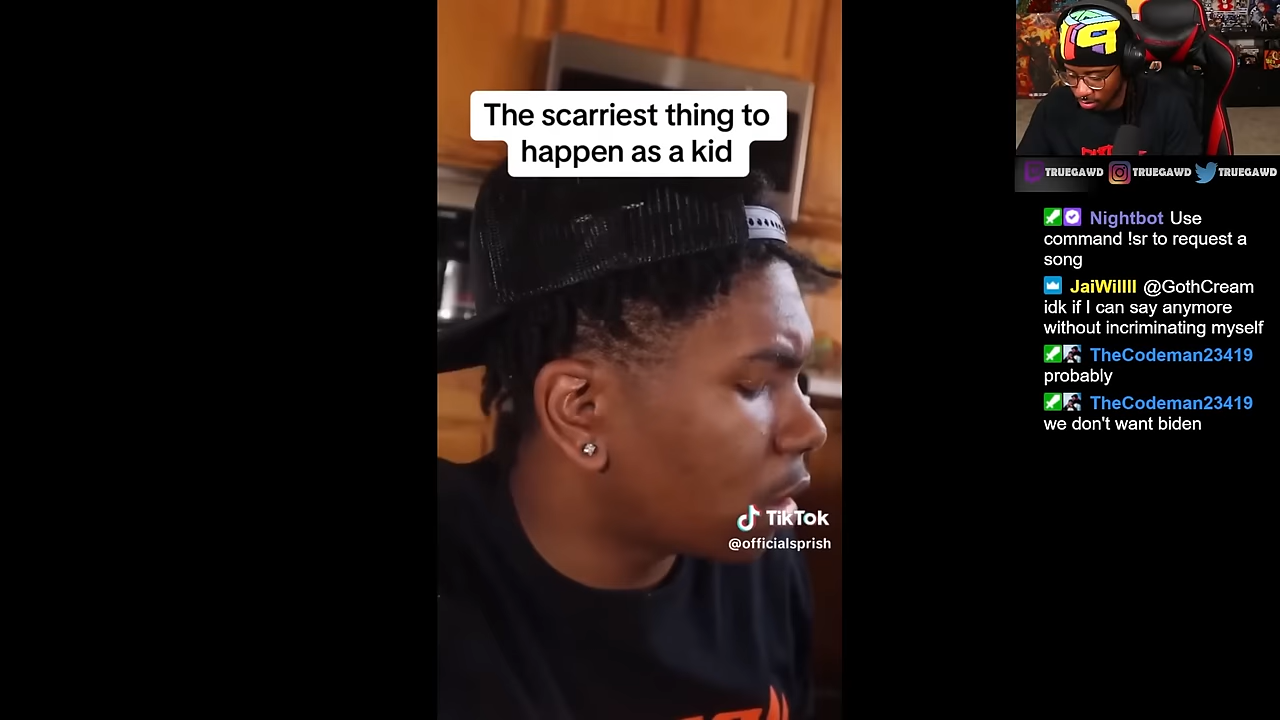 The scarriest thing to
happen as a kid
TikTok
@officialsprish
TRUEGAWD TRUEGAWD TRUEGAWD
Nightbot Use
command !sr to request a
song
JaiWillll @GothCream
idk if I can say anymore
without incriminating myself
TheCodeman23419
probably
TheCodeman23419
we don't want biden